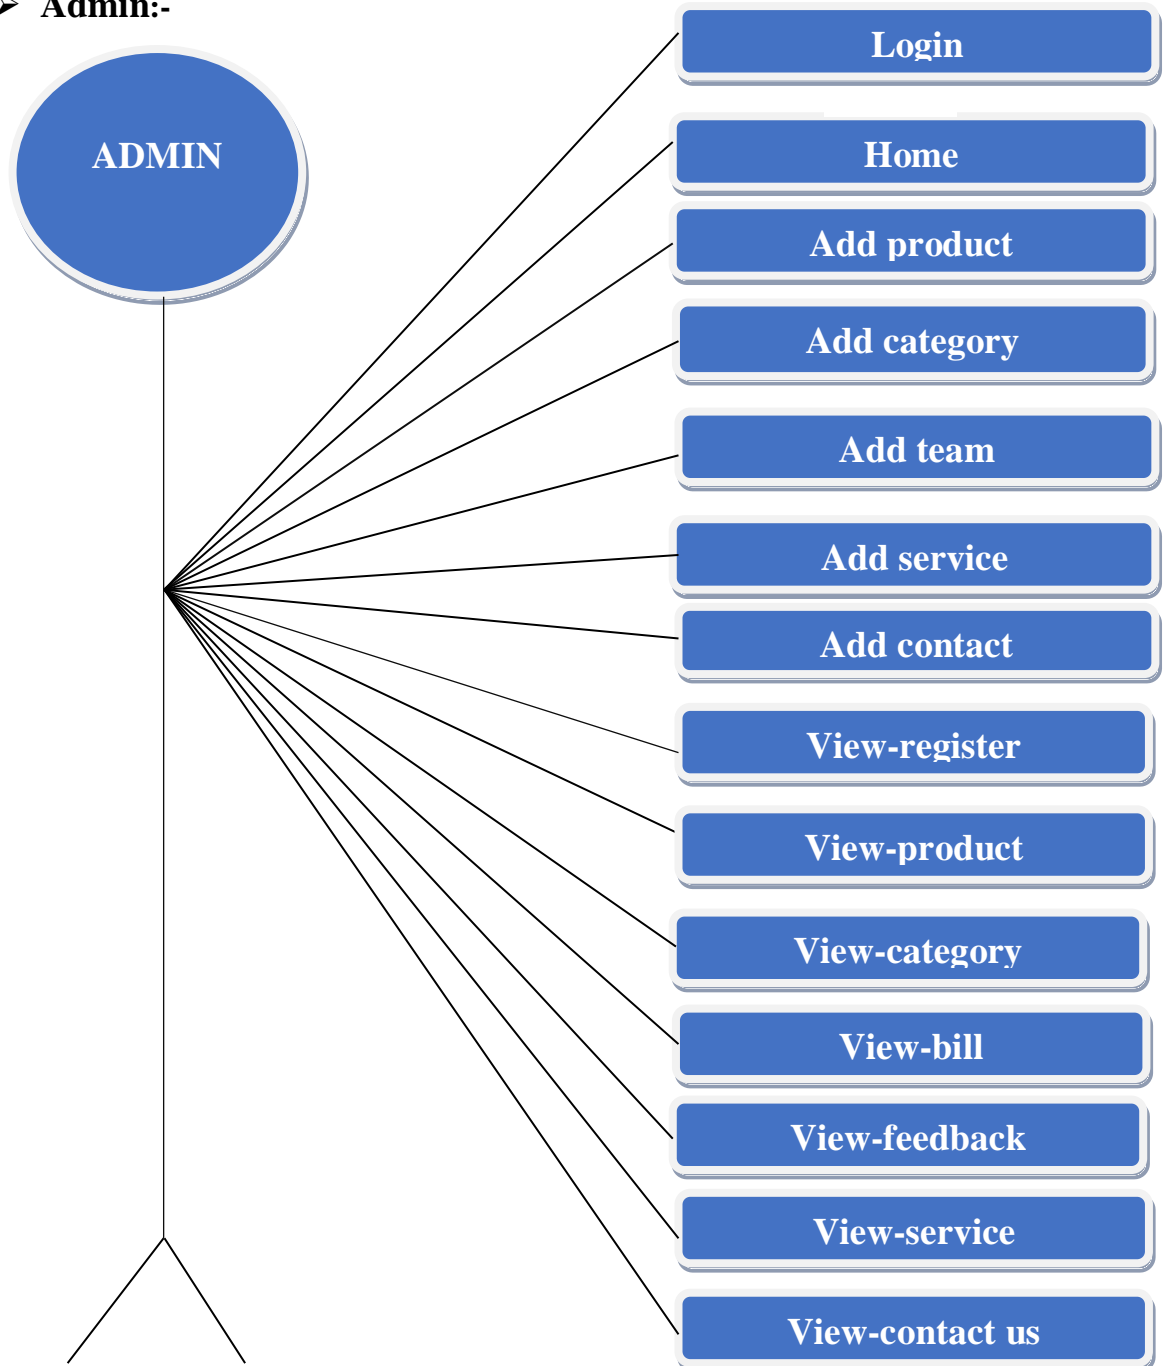 ➢ Admin:-
ADMIN
Login
Home
Add product
Add category
Add team
Add service
Add contact
View-register
View-product
View-category
View-bill
View-feedback
View-service
View-contact us